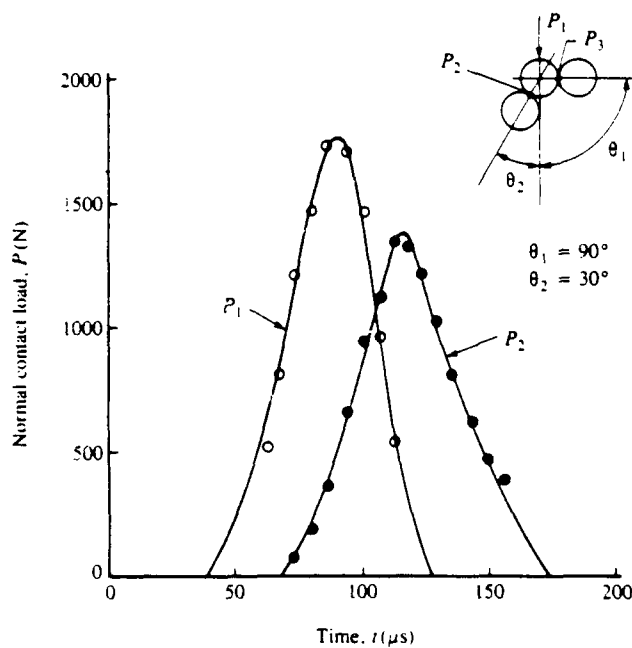 P₁
P₃
P₂
θ₁
θ₂
θ₁ = 90°
θ₂ = 30°
Normal contact load, P(N)
2000
1500
1000
500
0
P₁
P₂
0
50
100
150
200
Time, t(μs)